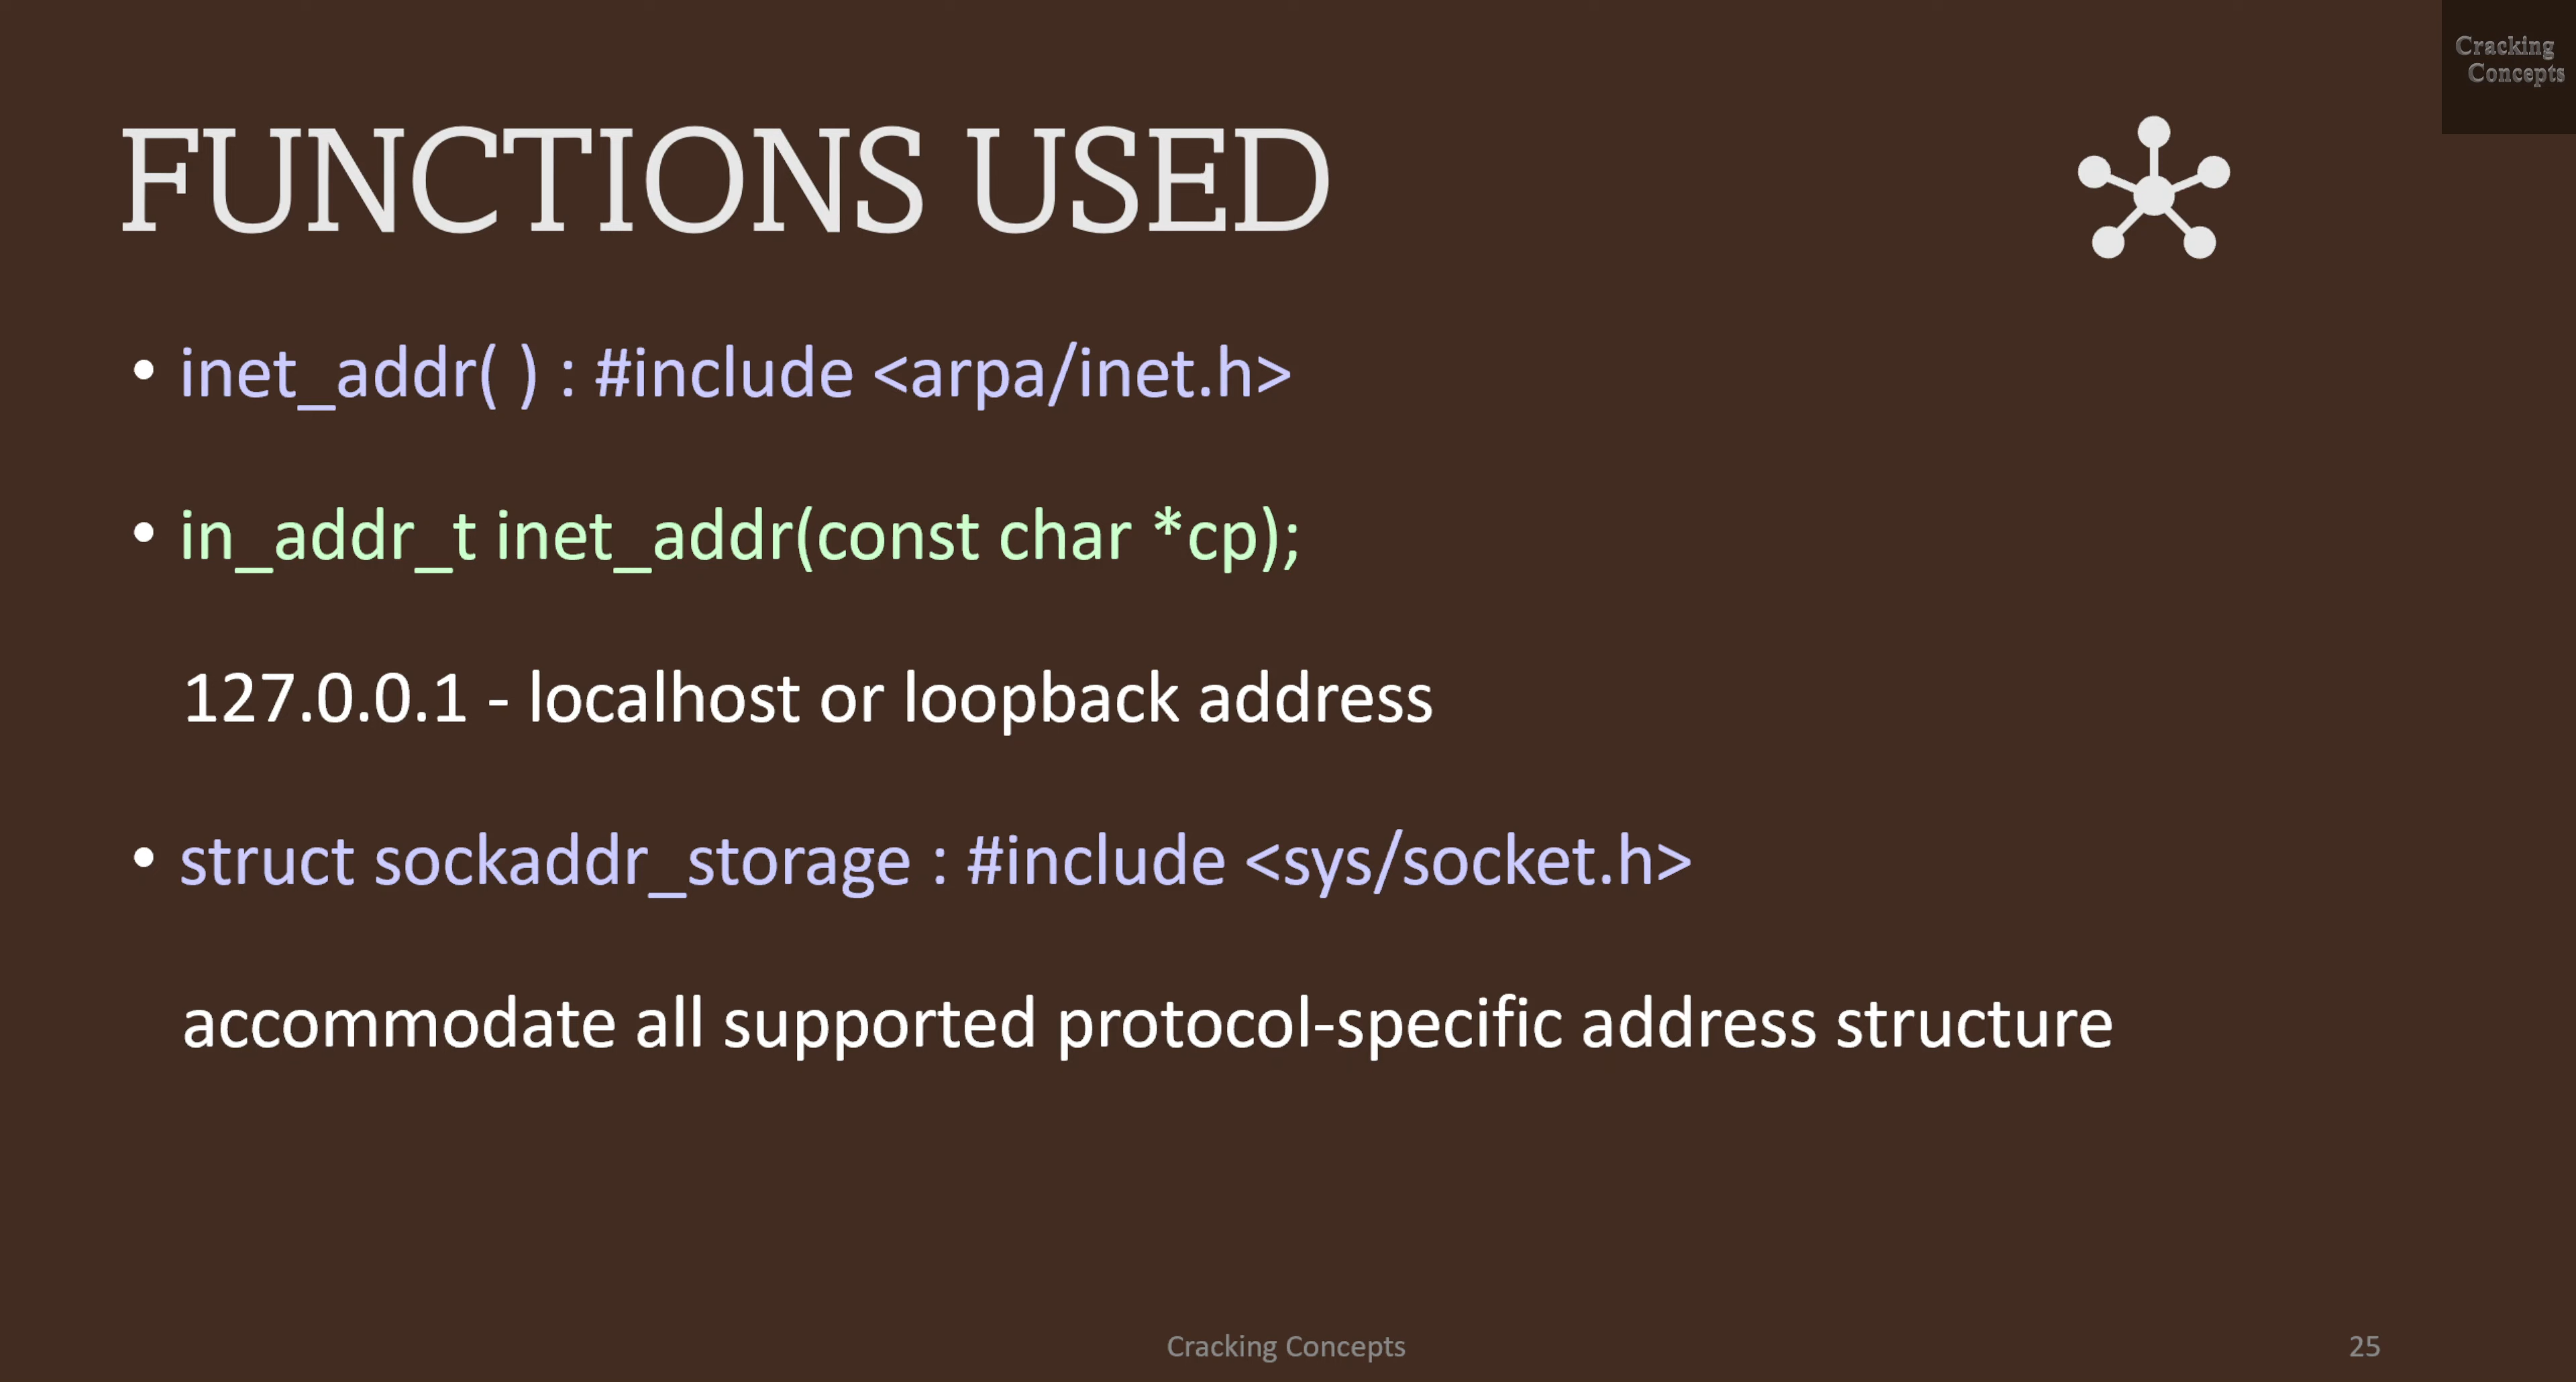 Cracking
Concepts
FUNCTIONS USED
• inet_addr( ) : #include <arpa/inet.h>
• in_addr_t inet_addr(const char *cp);
127.0.0.1 - localhost or loopback address
• struct sockaddr_storage : #include <sys/socket.h>
accommodate all supported protocol-specific address structure
Cracking Concepts
25